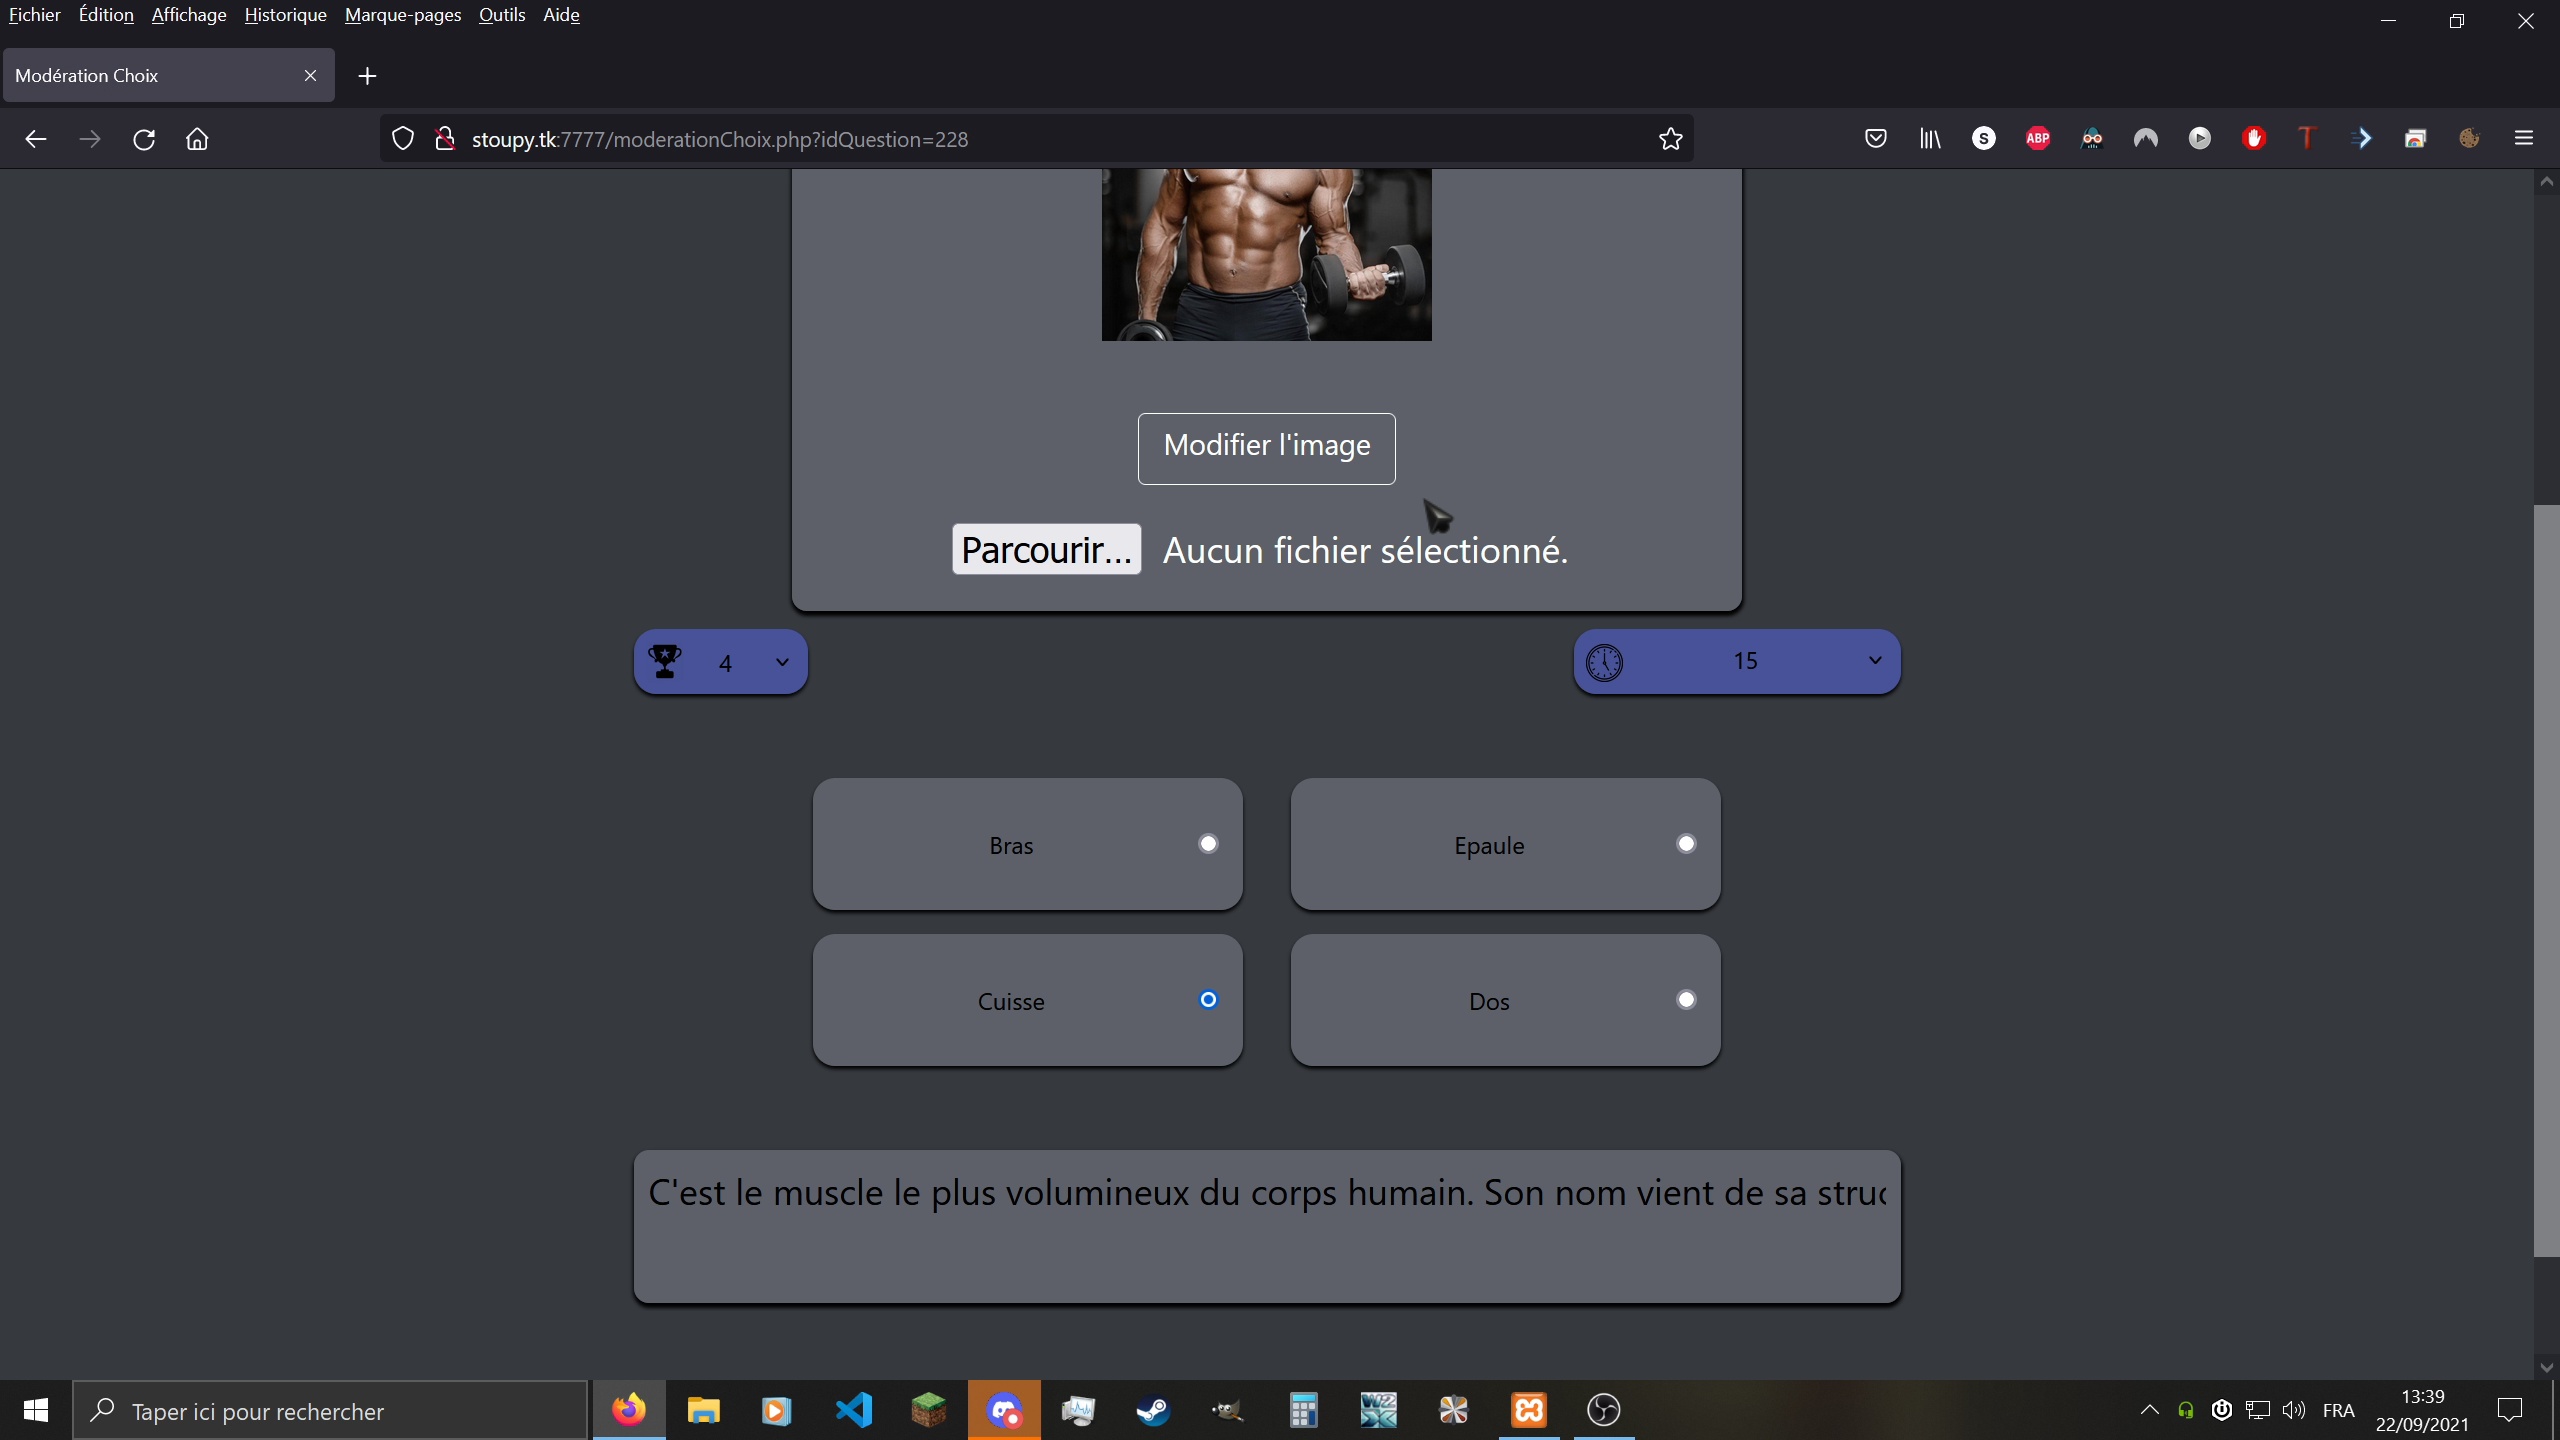 Fichier Édition Affichage Historique Marque-pages Outils Aide
Modération Choix
stoupy.tk:7777/moderationChoix.php?idQuestion=228
S
ABP
T
Modifier l'image
Parcourir... Aucun fichier sélectionné.
4
15
Bras
Epaule
Cuisse
Dos
C'est le muscle le plus volumineux du corps humain. Son nom vient de sa struc
Taper ici pour rechercher
FRA
13:39
22/09/2021